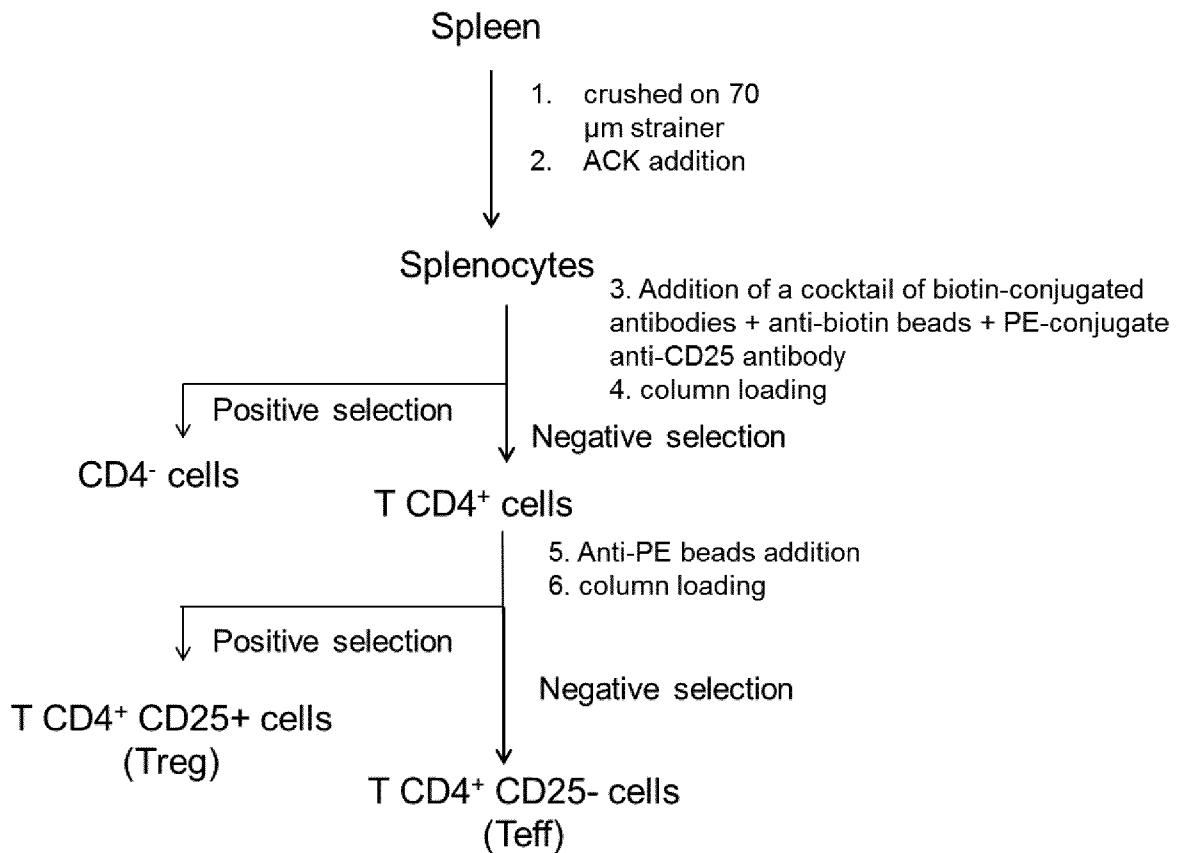 Spleen
1. crushed on 70
µm strainer
2. ACK addition
Splenocytes
3. Addition of a cocktail of biotin-conjugated
antibodies + anti-biotin beads + PE-conjugate
anti-CD25 antibody
4. column loading
Positive selection
Negative selection
CD4⁻ cells
T CD4⁺ cells
5. Anti-PE beads addition
6. column loading
Positive selection
Negative selection
T CD4⁺ CD25+ cells
(Treg)
T CD4⁺ CD25- cells
(Teff)